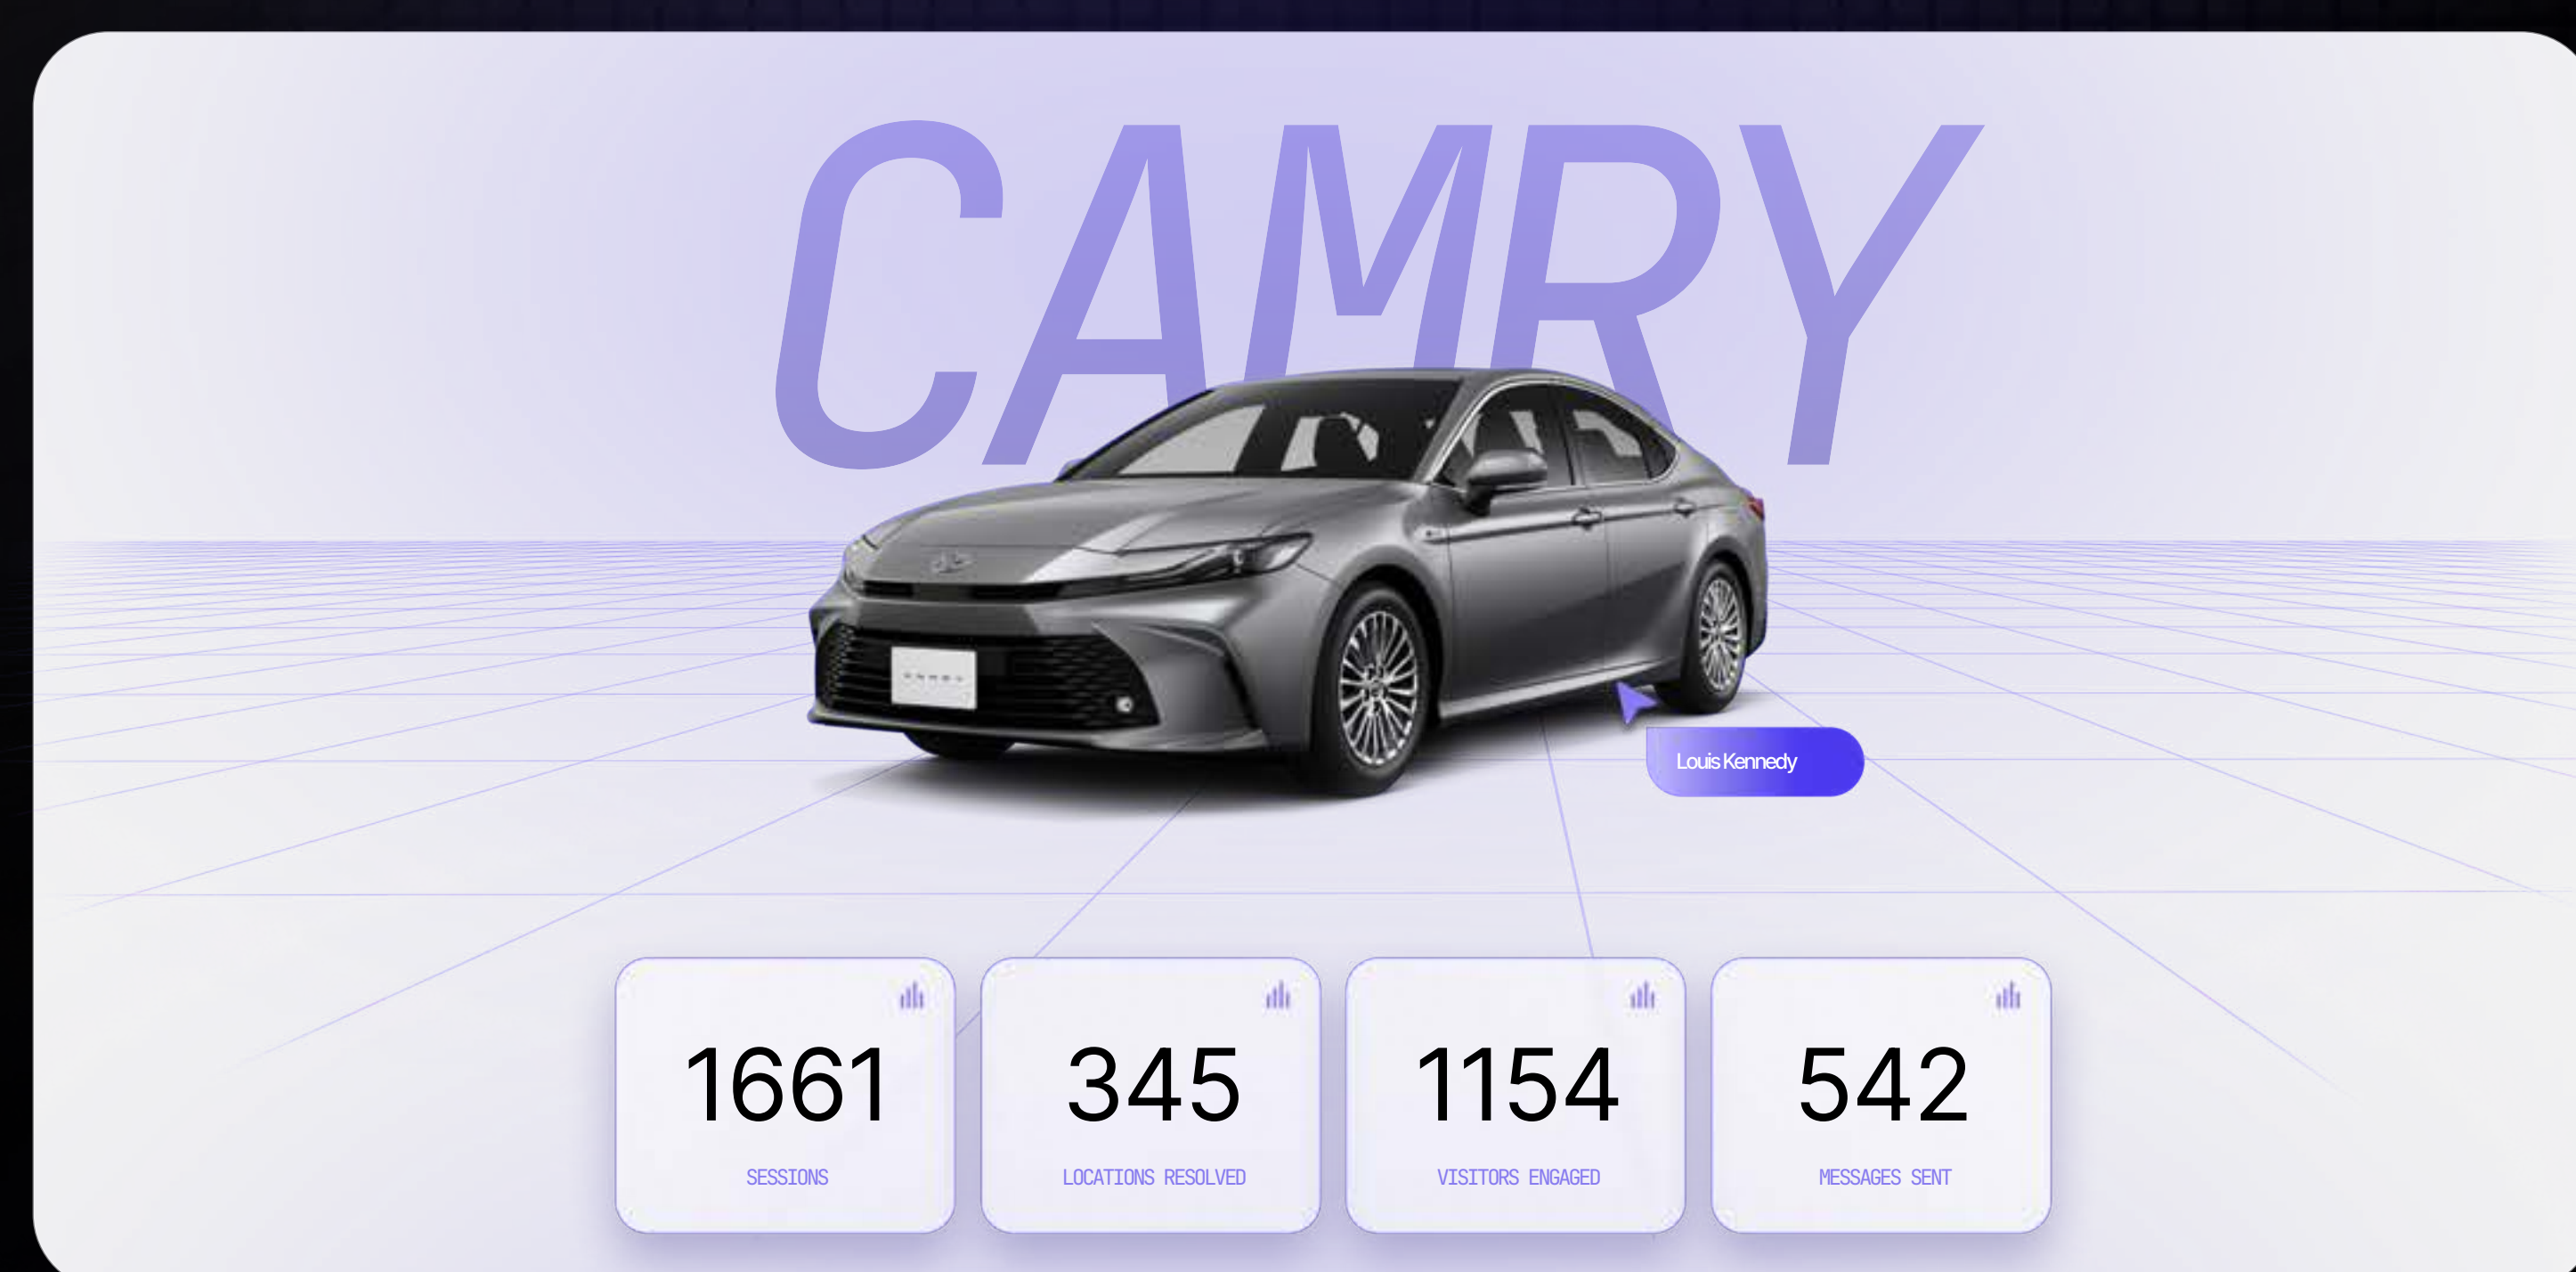 CAMRY
Louis Kennedy
1661
SESSIONS
345
LOCATIONS RESOLVED
1154
VISITORS ENGAGED
542
MESSAGES SENT